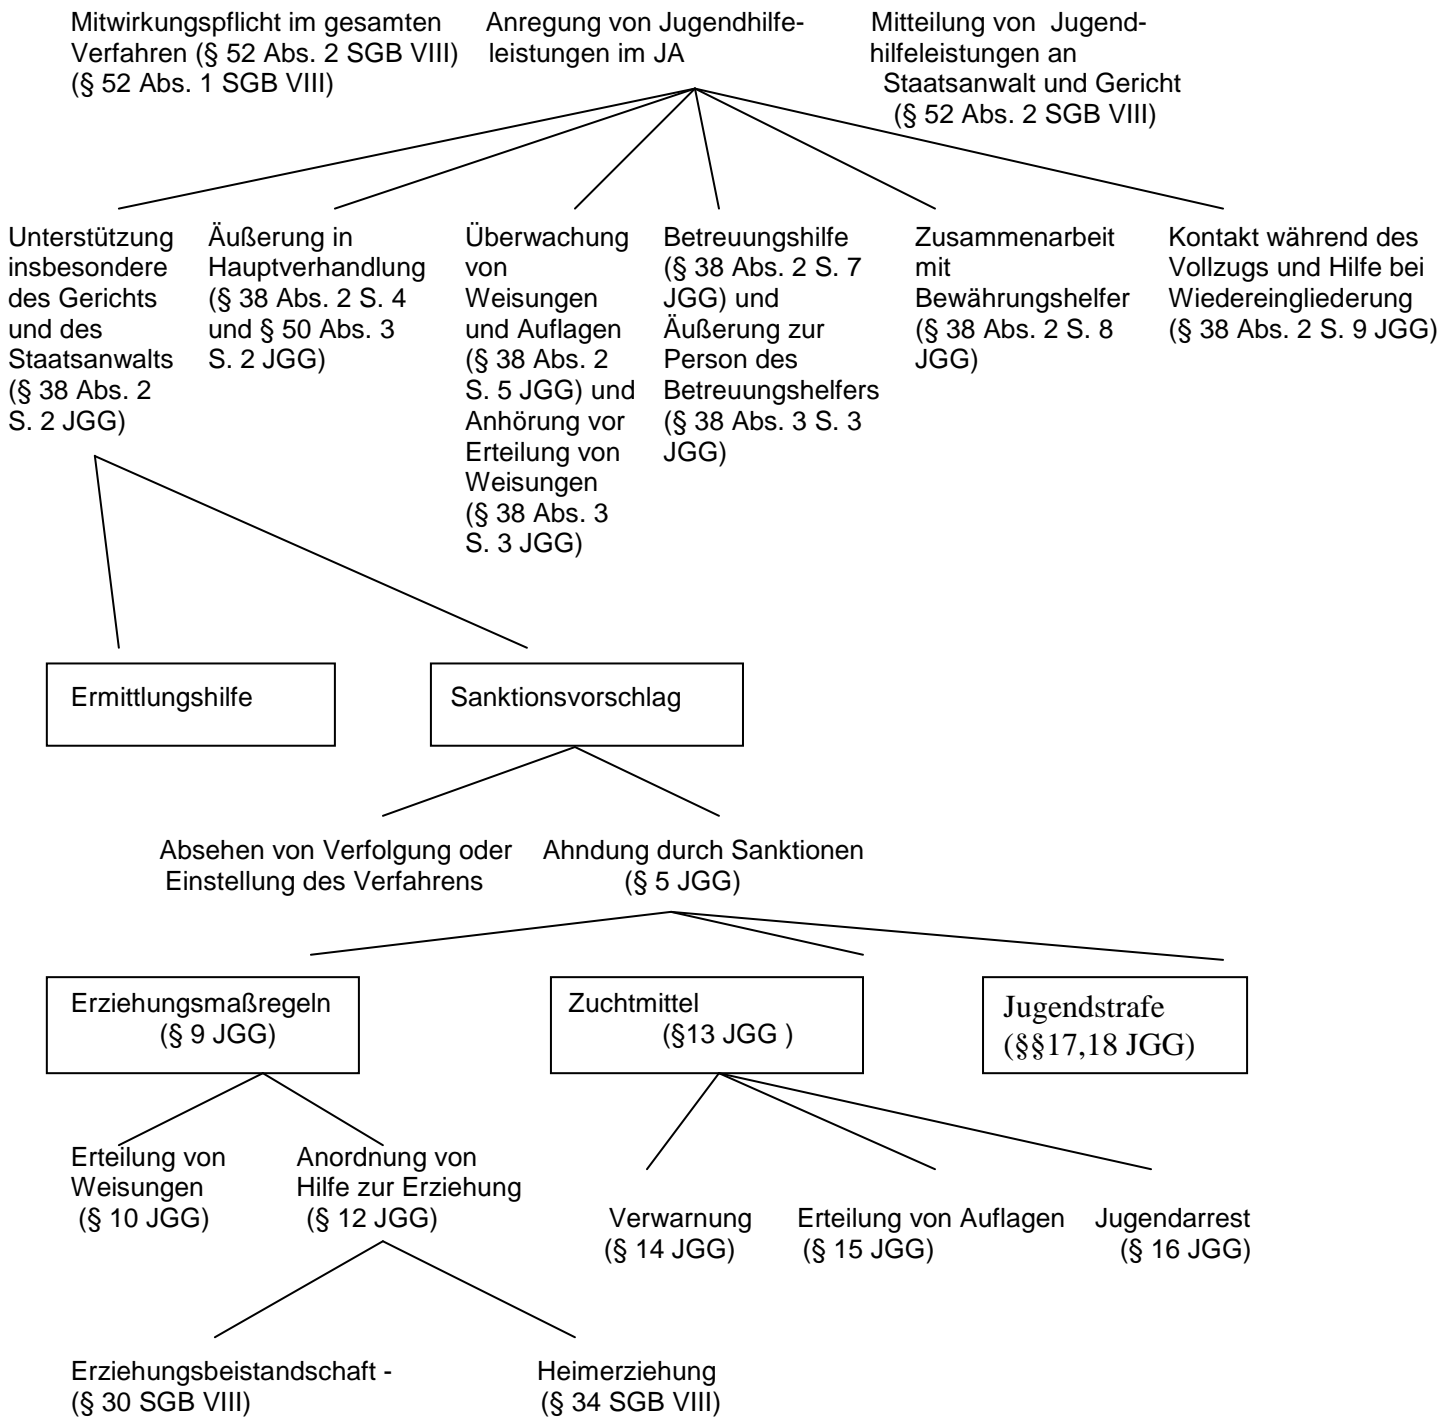 Mitwirkungspflicht im gesamten
Verfahren (§ 52 Abs. 2 SGB VIII)
(§ 52 Abs. 1 SGB VIII)
Anregung von Jugendhilfe-
leistungen im JA
Mitteilung von Jugend-
hilfeleistungen an
Staatsanwalt und Gericht
(§ 52 Abs. 2 SGB VIII)
Unterstützung
insbesondere
des Gerichts
und des
Staatsanwalts
(§ 38 Abs. 2
S. 2 JGG)
Äußerung in
Hauptverhandlung
(§ 38 Abs. 2 S. 4
und § 50 Abs. 3
S. 2 JGG)
Überwachung
von
Weisungen
und Auflagen
(§ 38 Abs. 2
S. 5 JGG) und
Anhörung vor
Erteilung von
Weisungen
(§ 38 Abs. 3
S. 3 JGG)
Betreuungshilfe
(§ 38 Abs. 2 S. 7
JGG) und
Äußerung zur
Person des
Betreuungshelfers
(§ 38 Abs. 3 S. 3
JGG)
Zusammenarbeit
mit
Bewährungshelfer
(§ 38 Abs. 2 S. 8
JGG)
Kontakt während des
Vollzugs und Hilfe bei
Wiedereingliederung
(§ 38 Abs. 2 S. 9 JGG)
Ermittlungshilfe
Sanktionsvorschlag
Absehen von Verfolgung oder
Einstellung des Verfahrens
Ahndung durch Sanktionen
(§ 5 JGG)
Erziehungsmaßregeln
(§ 9 JGG)
Zuchtmittel
(§13 JGG )
Jugendstrafe
(§§17,18 JGG)
Erteilung von
Weisungen
(§ 10 JGG)
Anordnung von
Hilfe zur Erziehung
(§ 12 JGG)
Verwarnung
(§ 14 JGG)
Erteilung von Auflagen
(§ 15 JGG)
Jugendarrest
(§ 16 JGG)
Erziehungsbeistandschaft -
(§ 30 SGB VIII)
Heimerziehung
(§ 34 SGB VIII)